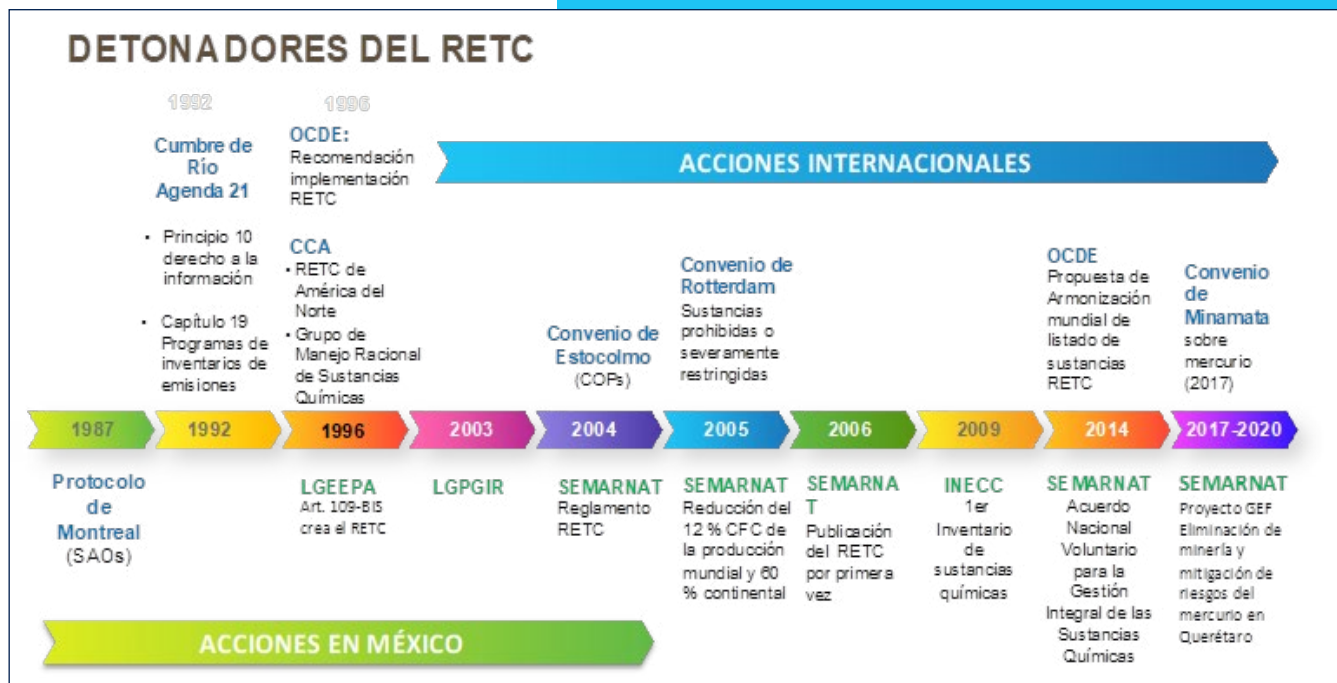 DETONADORES DEL RETC
1992
Cumbre de
Río
Agenda 21
• Principio 10
derecho a la
información
• Capítulo 19
Programas de
inventarios de
emisiones
1996
OCDE:
Recomendación
implementación
RETC
CCA
• RETC de
América del
Norte
• Grupo de
Manejo Racional
de Sustancias
Químicas
ACCIONES INTERNACIONALES
Convenio de
Estocolmo
(COPs)
Convenio de
Rotterdam
Sustancias
prohibidas o
severamente
restringidas
OCDE
Propuesta de
Armonización
mundial de
listado de
sustancias
RETC
Convenio
de
Minamata
sobre
mercurio
(2017)
1987
1992
1996
2003
2004
2005
2006
2009
2014
2017-2020
Protocolo
de
Montreal
(SAOs)
LGEEPA
Art. 109-BIS
crea el RETC
LGPGIR
SEMARNAT
Reglamento
RETC
SEMARNAT
Reducción del
12 % CFC de
la producción
mundial y 60
% continental
SEMARNA
T
Publicación
del RETC
por primera
vez
INECC
1er
Inventario
de
sustancias
químicas
SEMARNAT
Acuerdo
Nacional
Voluntario
para la
Gestión
Integral de las
Sustancias
Químicas
SEMARNAT
Proyecto GEF
Eliminación de
minería y
mitigación de
riesgos del
mercurio en
Querétaro
ACCIONES EN MÉXICO